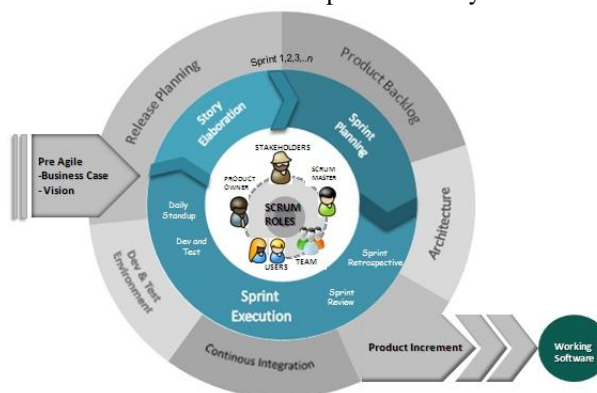 Sprint 1,2,3,..n
Release Planning
Product Backlog
Story
Elaboration
Sprint
Planning
Pre Agile
-Business Case
- Vision
STAKEHOLDERS
PRODUCT
OWNER
SCRUM
MASTER
SCRUM
ROLES
USERS
TEAM
Daily
Standup
Dev and
Test
Architecture
Sprint
Retrospective
Sprint
Review
Sprint
Execution
Dev & Test
Environment
Continous Integration
Product Increment
Working
Software